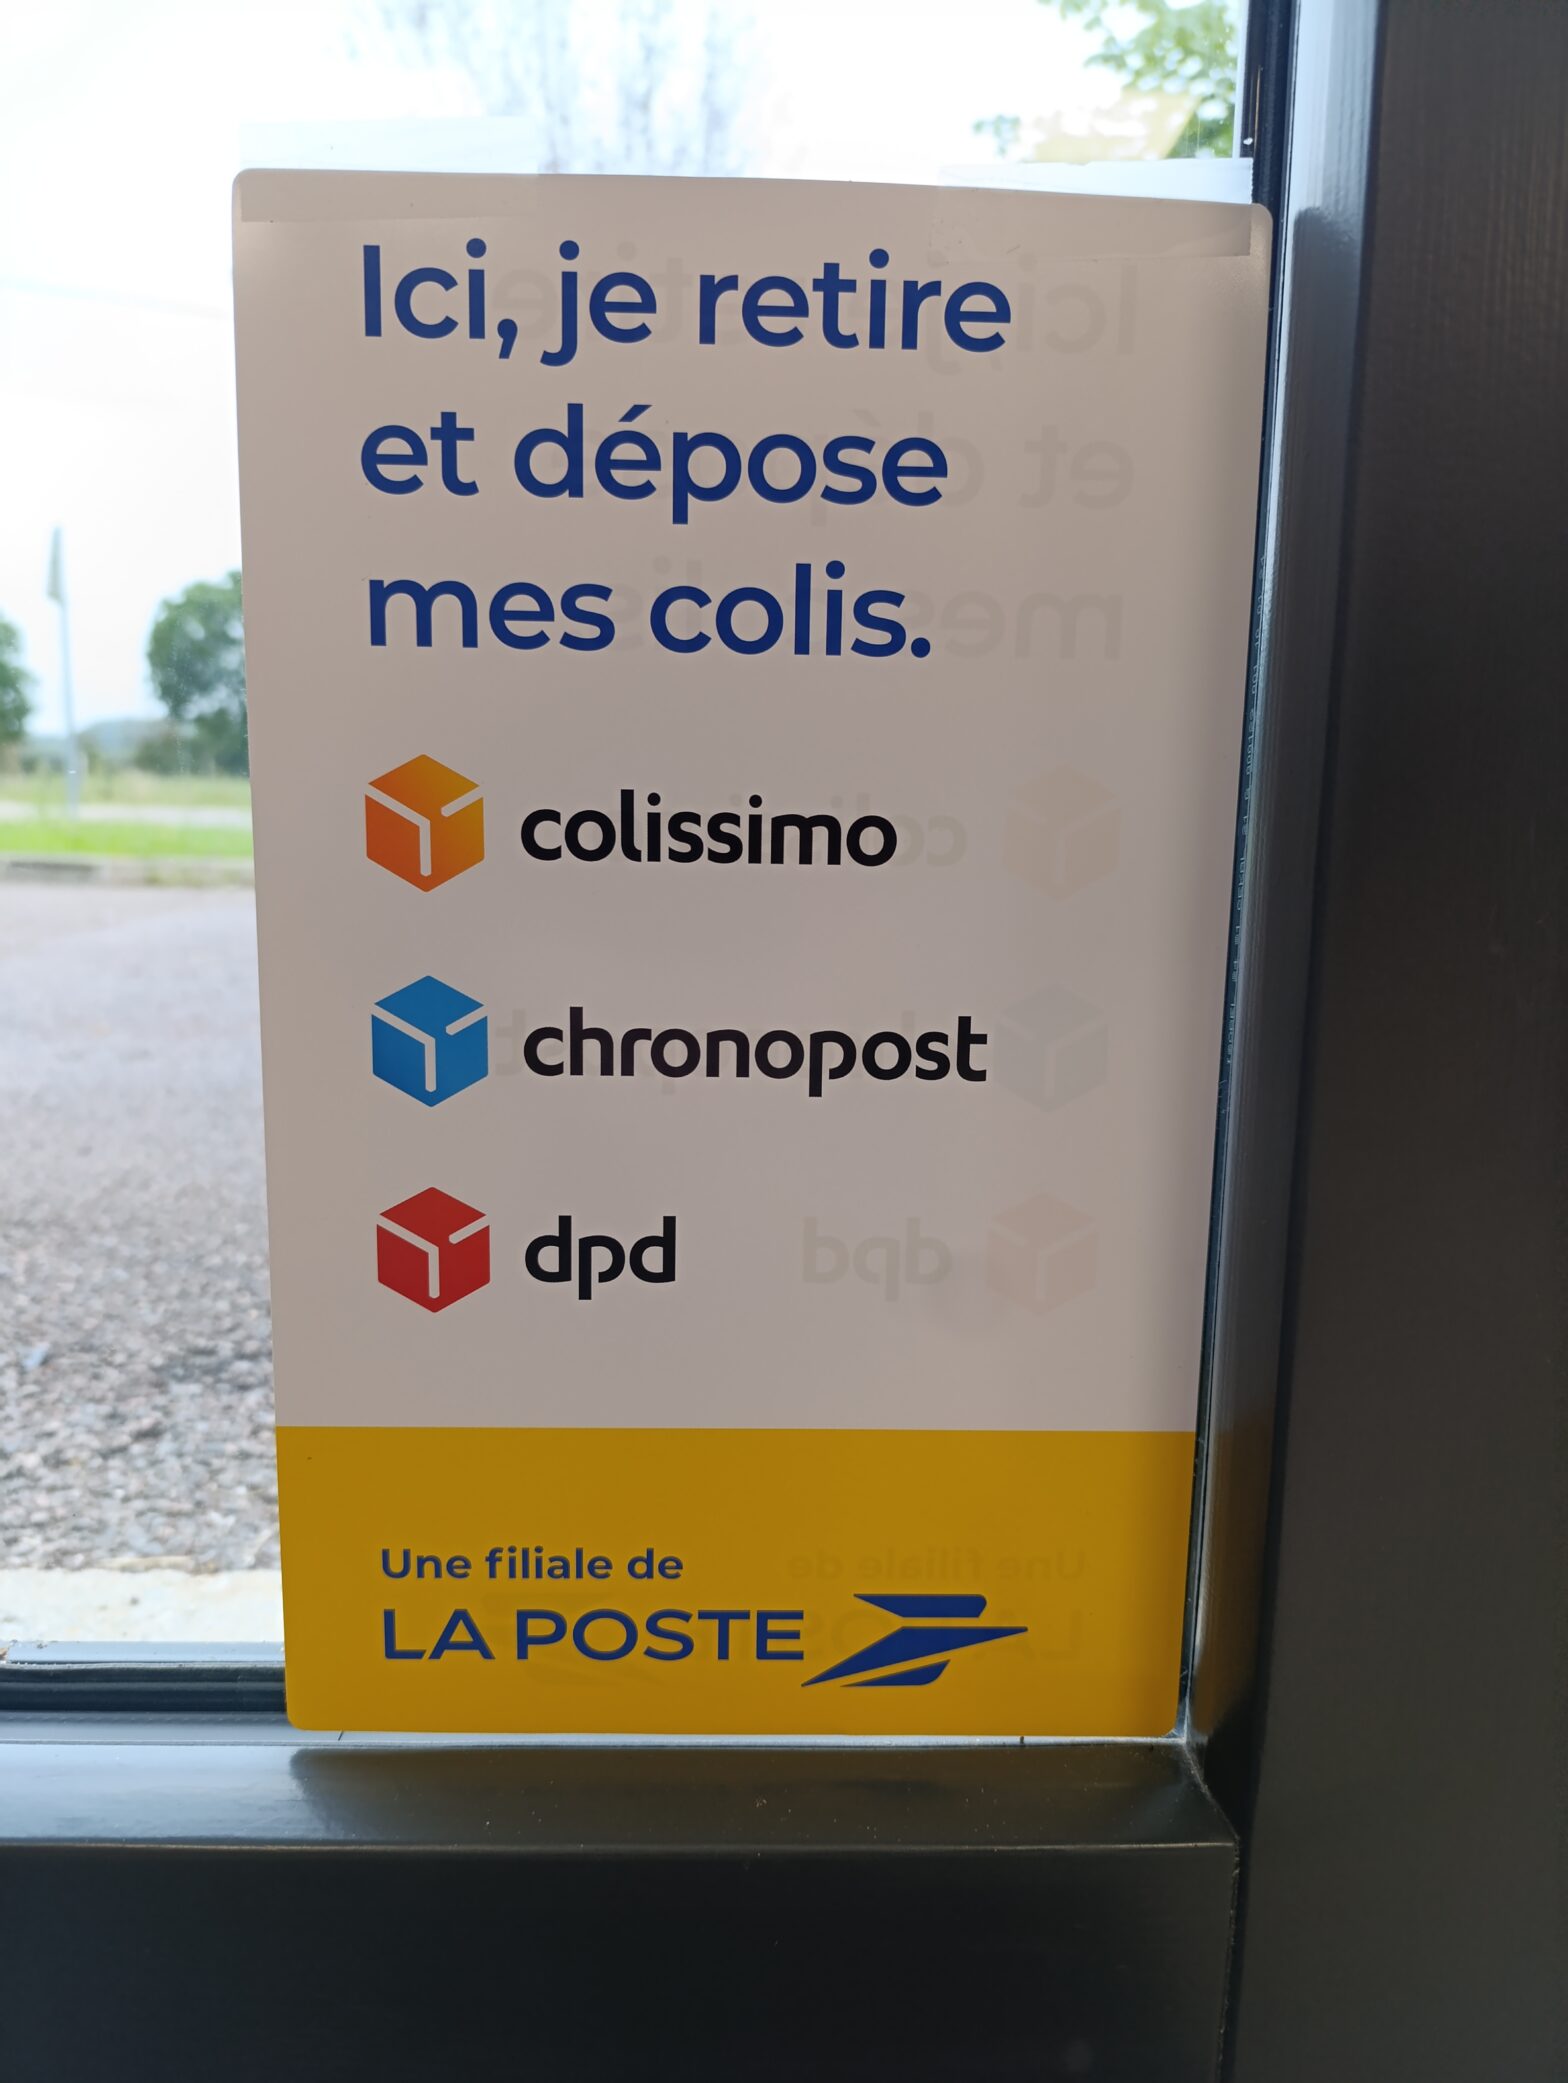 Ici, je retire
et dépose
mes colis.
colissimo
chronopost
dpd
Une filiale de
LA POSTE